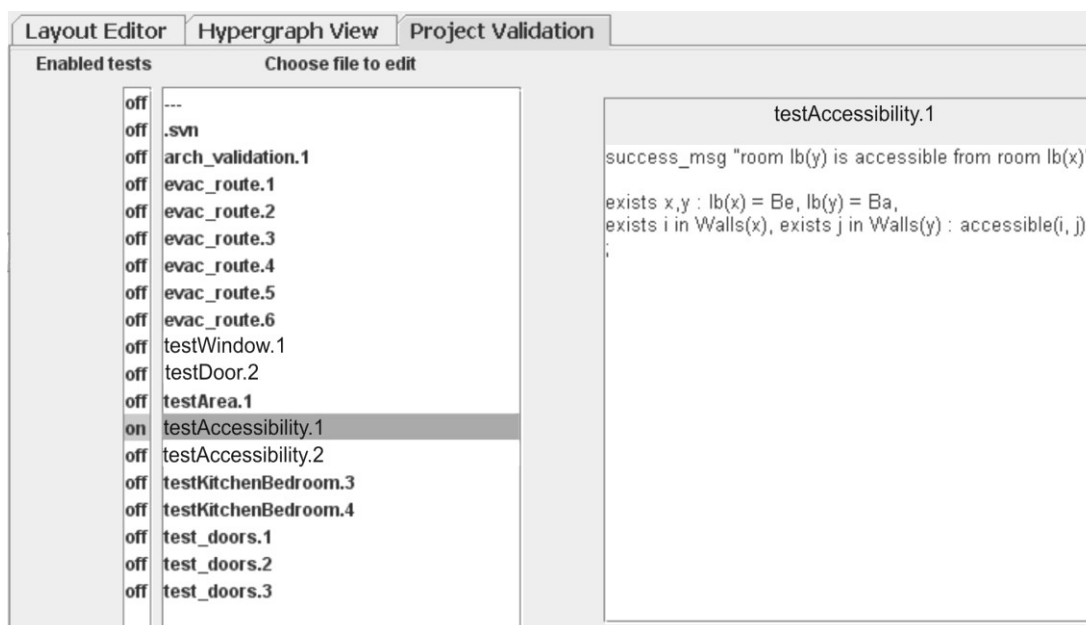 Layout Editor Hypergraph View Project Validation
Enabled tests Choose file to edit
off ---
off .svn
off arch_validation.1
off evac_route.1
off evac_route.2
off evac_route.3
off evac_route.4
off evac_route.5
off evac_route.6
off testWindow.1
off testDoor.2
off testArea.1
on testAccessibility.1
off testAccessibility.2
off testKitchenBedroom.3
off testKitchenBedroom.4
off test_doors.1
off test_doors.2
off test_doors.3
testAccessibility.1
success_msg "room lb(y) is accessible from room lb(x)"
exists x,y : lb(x) = Be, lb(y) = Ba,
exists i in Walls(x), exists j in Walls(y) : accessible(i, j)
;